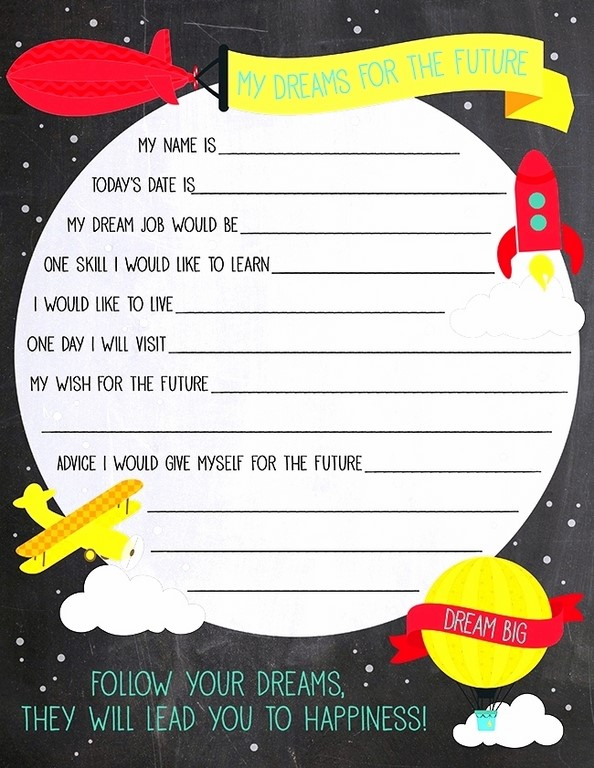 MY DREAMS FOR THE FUTURE
MY NAME IS
TODAY'S DATE IS
MY DREAM JOB WOULD BE
ONE SKILL I WOULD LIKE TO LEARN
I WOULD LIKE TO LIVE
ONE DAY I WILL VISIT
MY WISH FOR THE FUTURE
ADVICE I WOULD GIVE MYSELF FOR THE FUTURE
DREAM BIG
FOLLOW YOUR DREAMS,
THEY WILL LEAD YOU TO HAPPINESS!